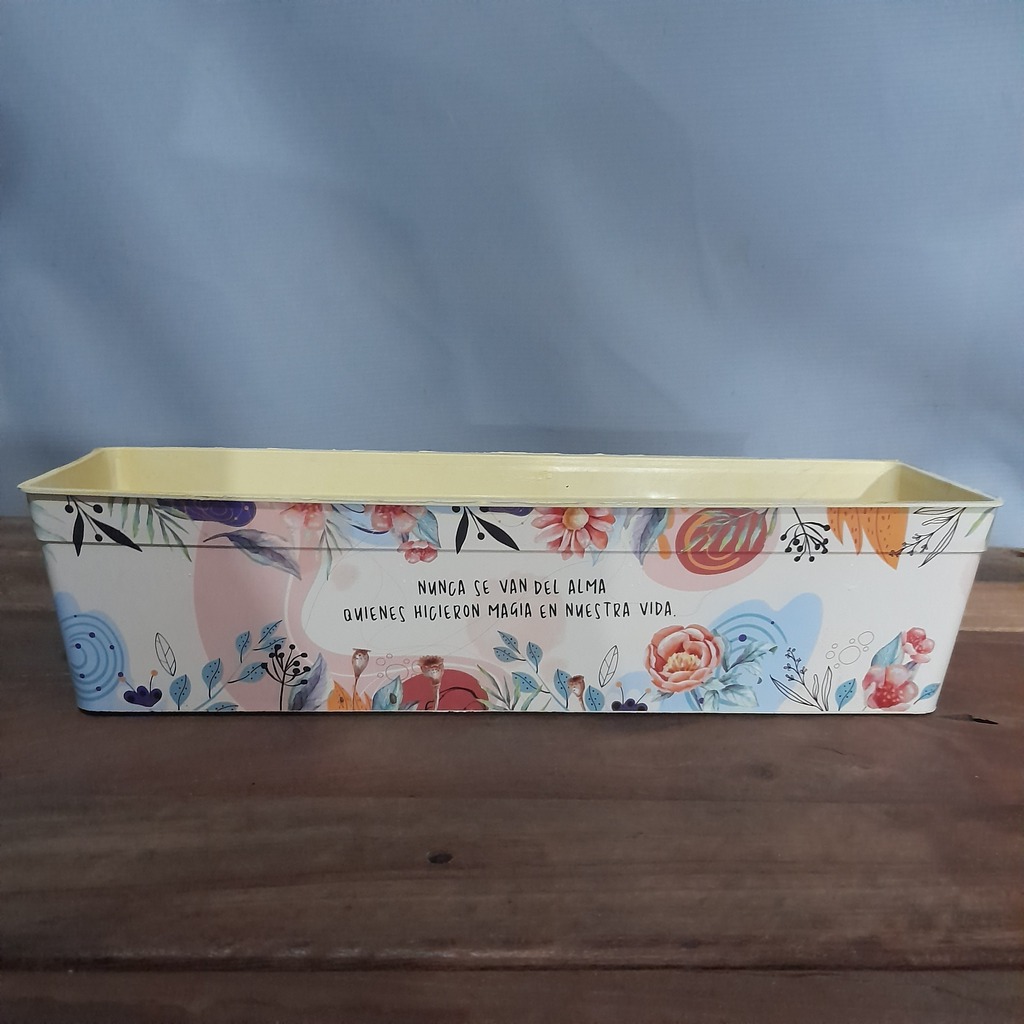 NUNCA SE VAN DEL ALMA
QUIENES HICIERON MAGIA EN NUESTRA VIDA.